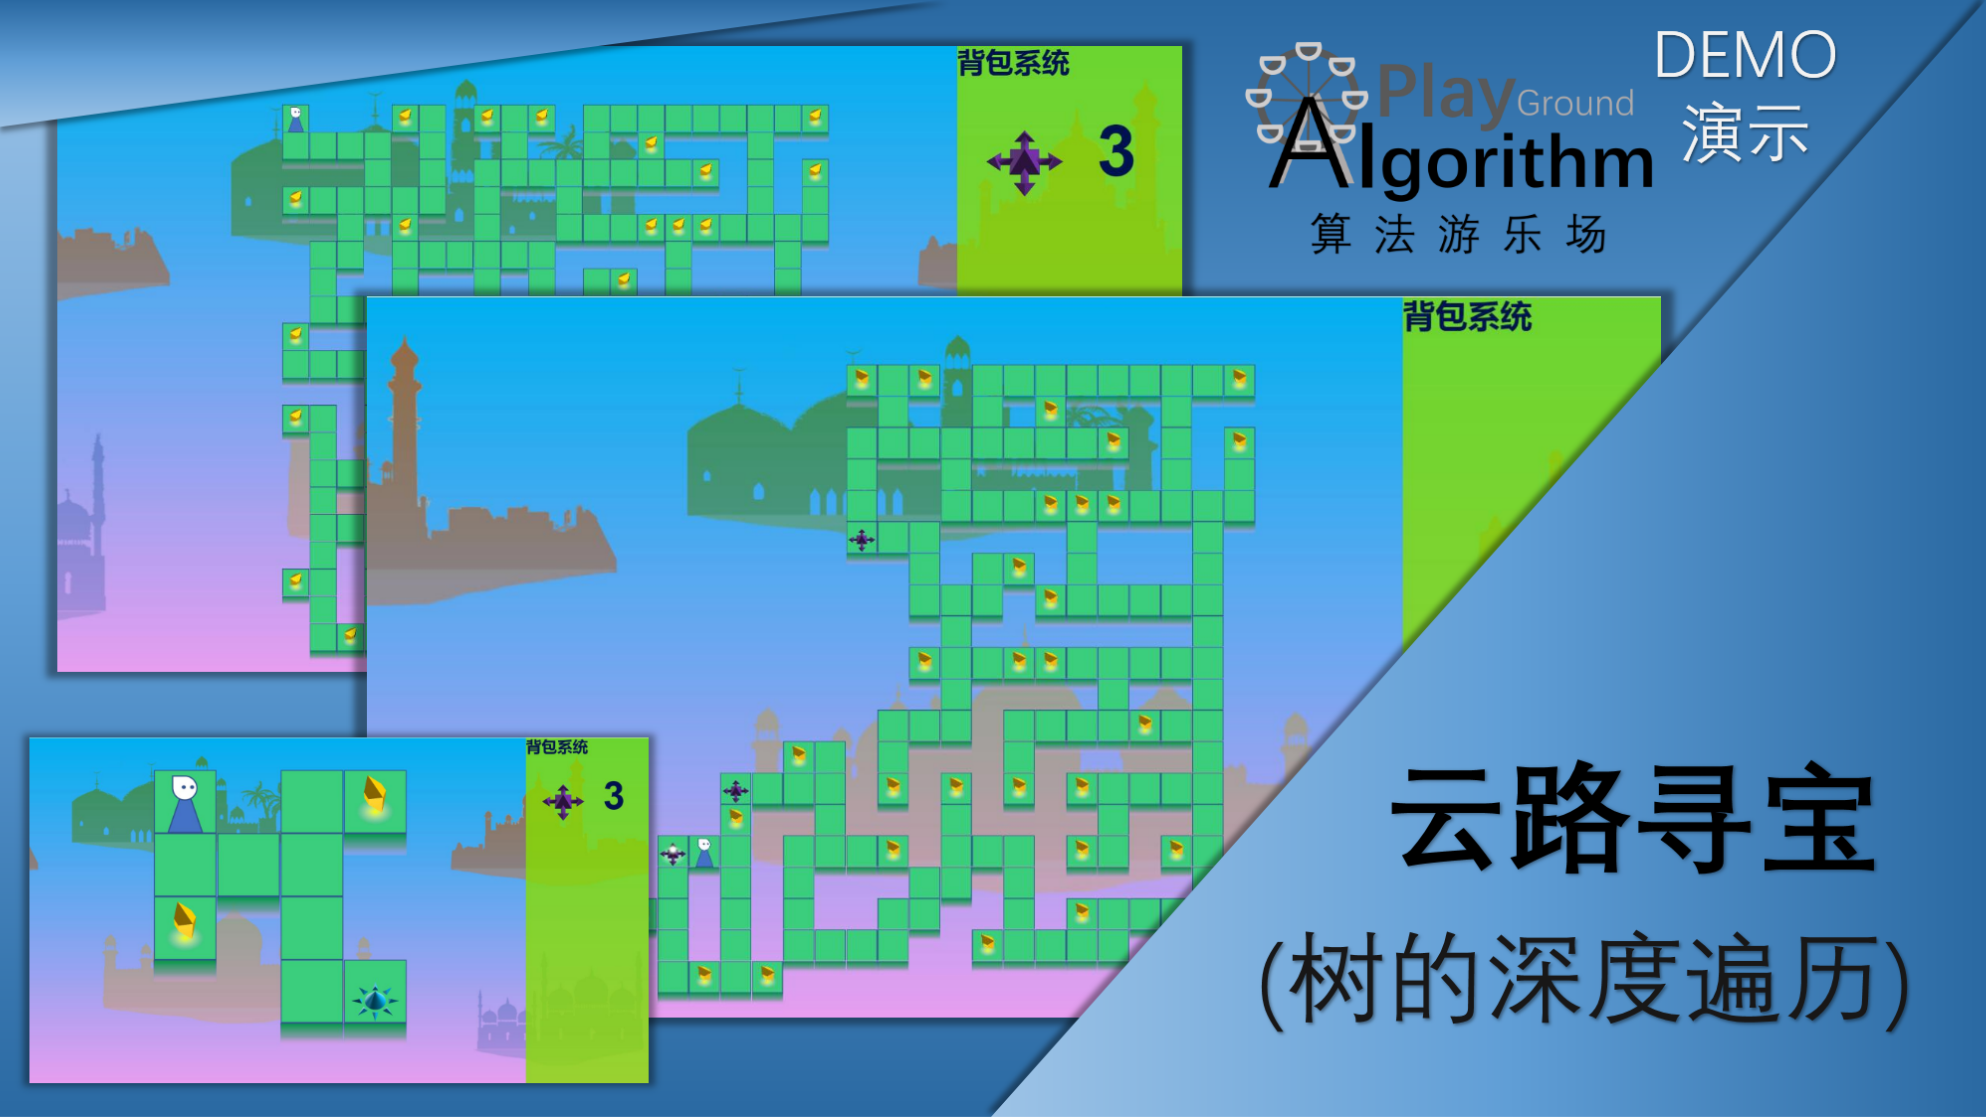 背包系统
3
Play Ground
Algorithm
算法游乐场
DEMO
演示
背包系统
背包系统
3
云路寻宝
(树的深度遍历)